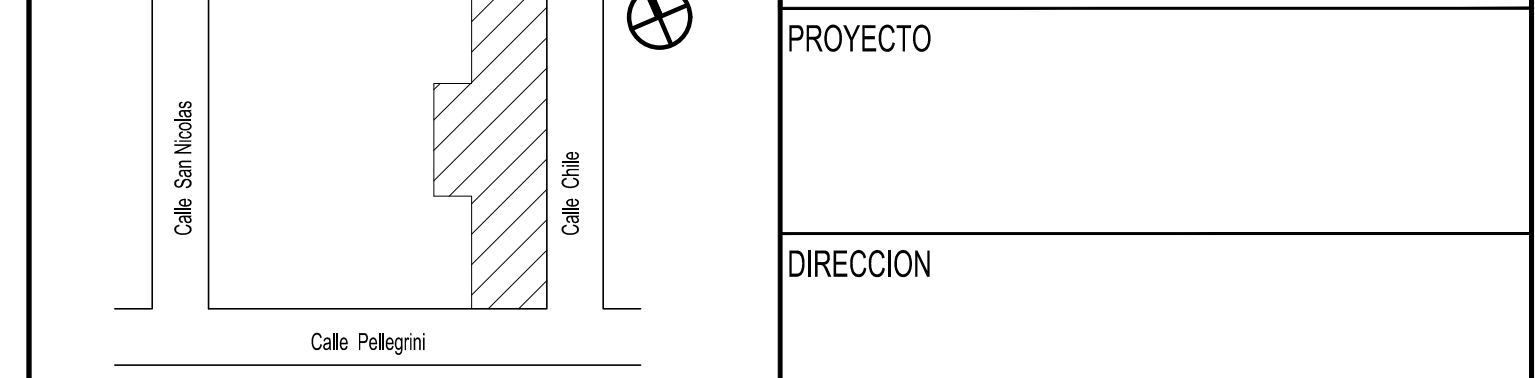 Calle San Nicolas
Calle Chile
Calle Pellegrini
PROYECTO
DIRECCION